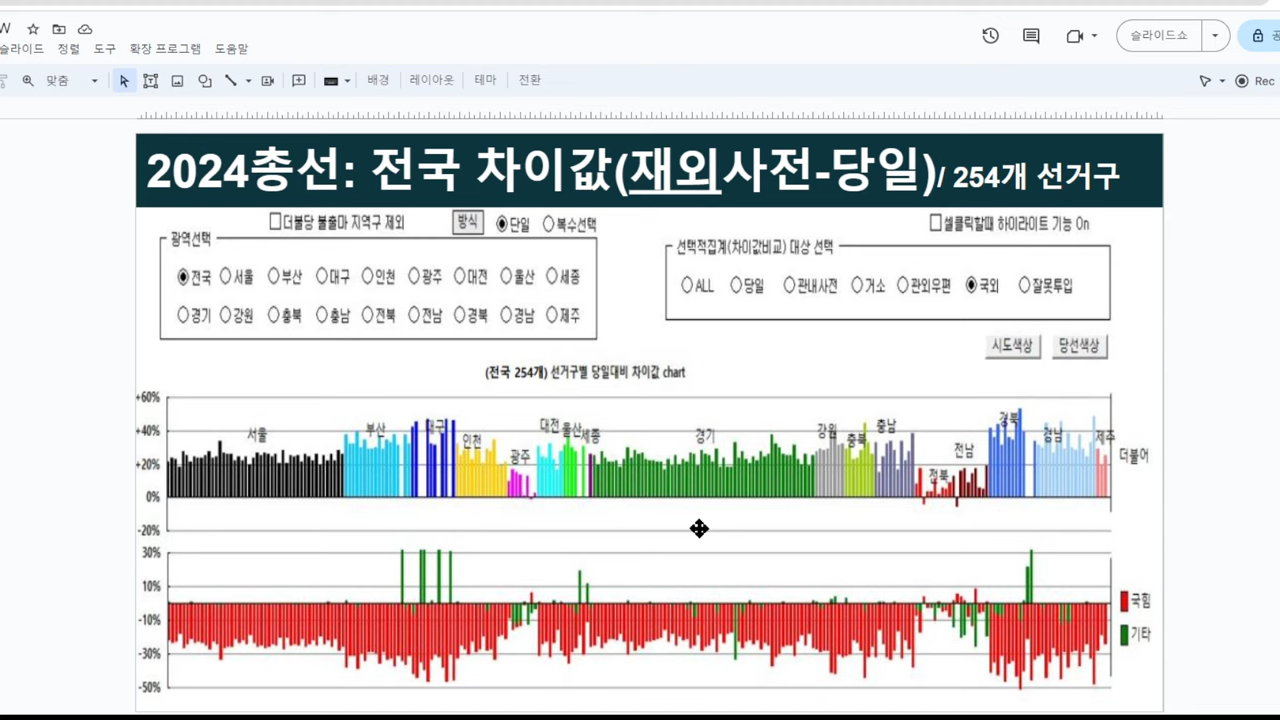 W
슬라이드 정렬 도구 확장 프로그램 도움말
슬라이드쇼
맞춤
배경 레이아웃 테마 전환
Rec
2024총선: 전국 차이값(재외사전-당일)/ 254개 선거구
더불당 불출마 지역구 제외 방식 단일 복수선택
셀클릭할때 하이라이트 기능 On
광역선택
전국 서울 부산 대구 인천 광주 대전 울산 세종
경기 강원 충북 충남 전북 전남 경북 경남 제주
선택적집계(차이값비교) 대상 선택
ALL 당일 관내사전 거소 관외우편 국외 잘못투입
시도색상 당선색상
(전국 254개) 선거구별 당일대비 차이값 chart
+60%
+40%
+20%
0%
-20%
서울 부산 대구 인천 광주 대전 울산 세종 경기 강원 충북 충남 전북 전남 경북 경남 제주
더불어
30%
10%
-10%
-30%
-50%
국힘
기타